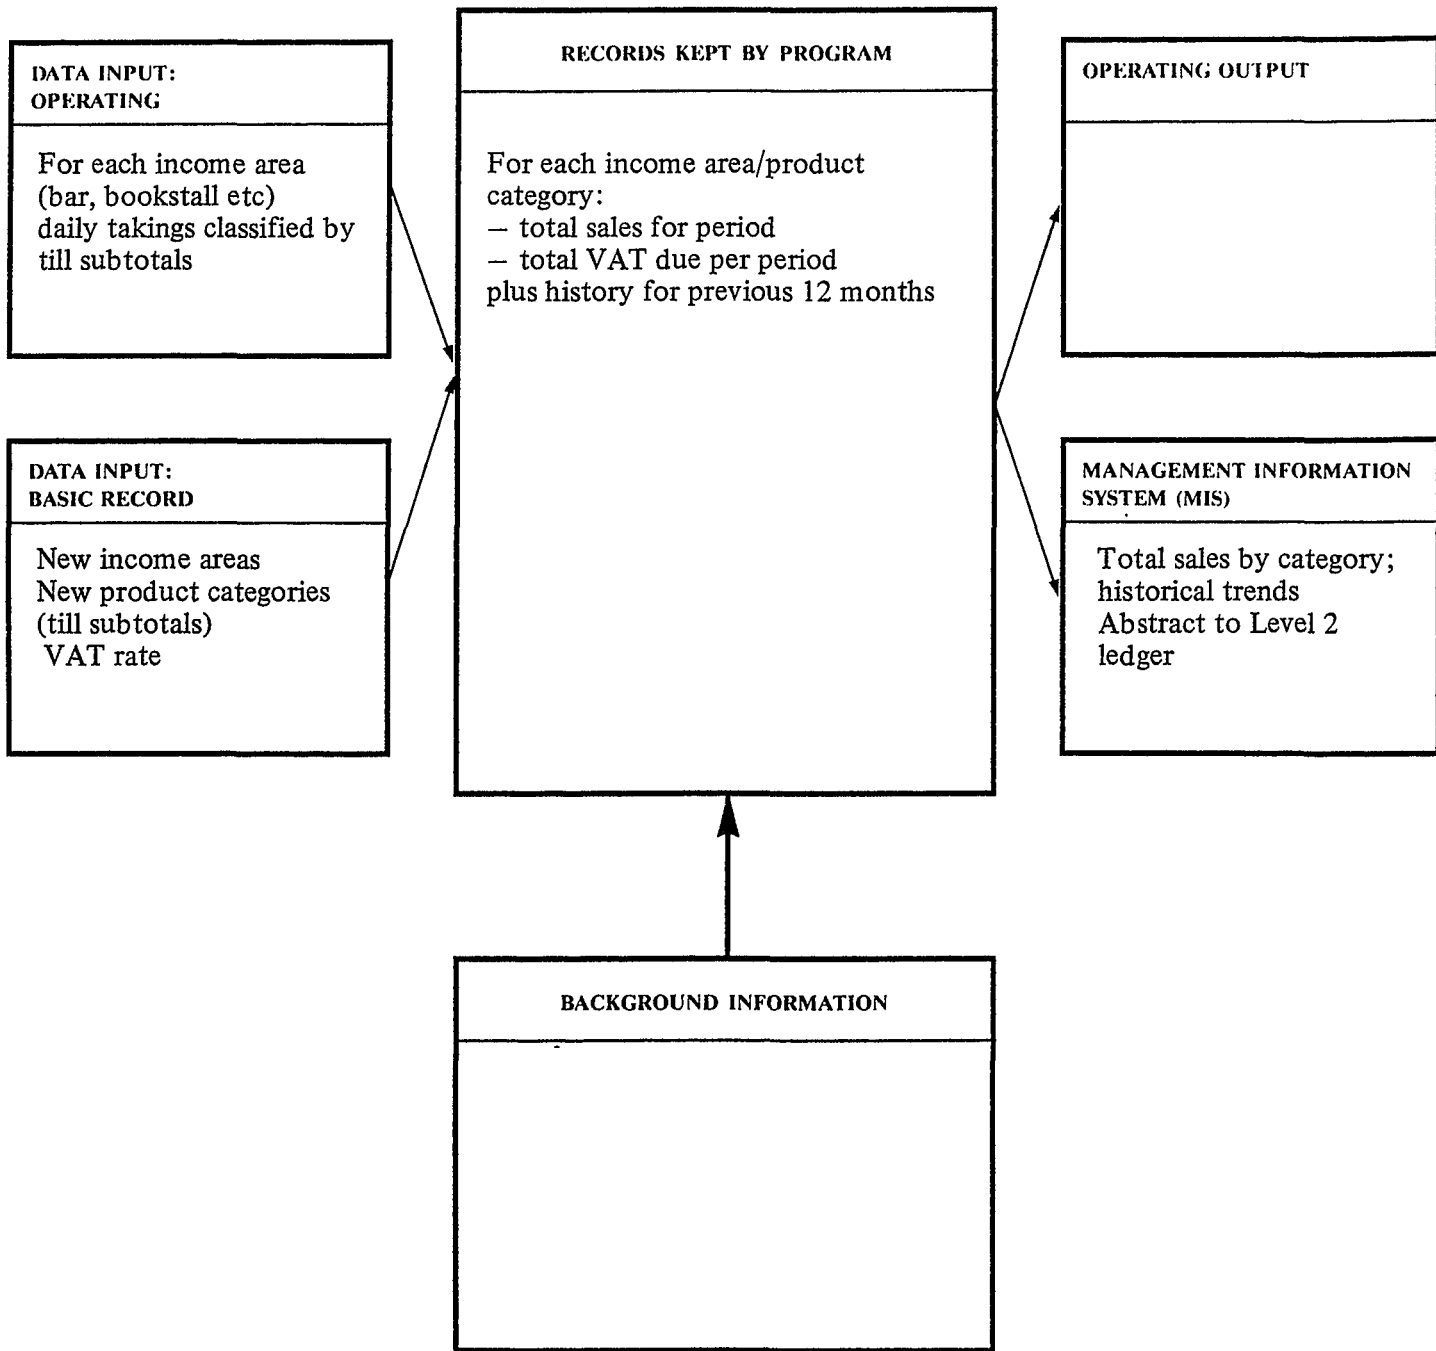 DATA INPUT:
OPERATING
For each income area
(bar, bookstall etc)
daily takings classified by
till subtotals
DATA INPUT:
BASIC RECORD
New income areas
New product categories
(till subtotals)
VAT rate
RECORDS KEPT BY PROGRAM
For each income area/product
category:
– total sales for period
– total VAT due per period
plus history for previous 12 months
OPERATING OUTPUT
MANAGEMENT INFORMATION
SYSTEM (MIS)
Total sales by category;
historical trends
Abstract to Level 2
ledger
BACKGROUND INFORMATION